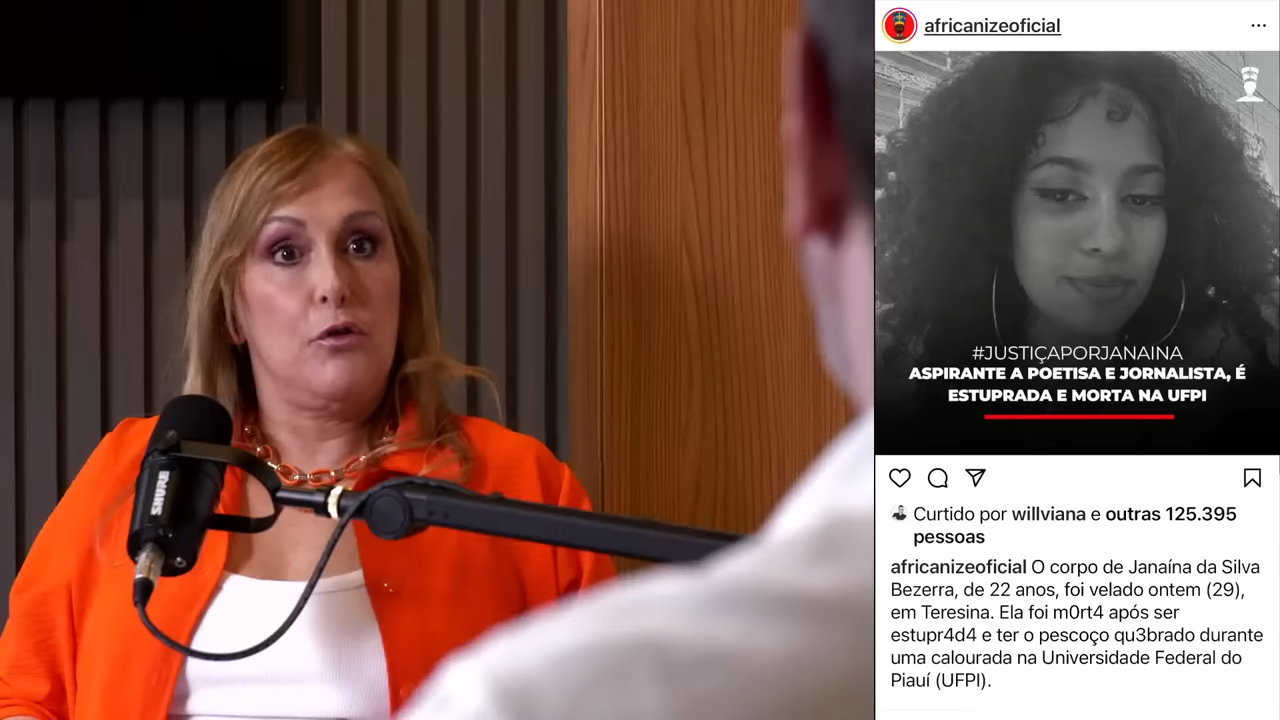 SHURE
africanizeoficial
#JUSTIÇAPORJANAINA
ASPIRANTE A POETISA E JORNALISTA, É
ESTUPRADA E MORTA NA UFPI
Curtido por willviana e outras 125.395
pessoas
africanizeoficial O corpo de Janaína da Silva
Bezerra, de 22 anos, foi velado ontem (29),
em Teresina. Ela foi m0rt4 após ser
estupr4d4 e ter o pescoço qu3brado durante
uma calourada na Universidade Federal do
Piauí (UFPI).